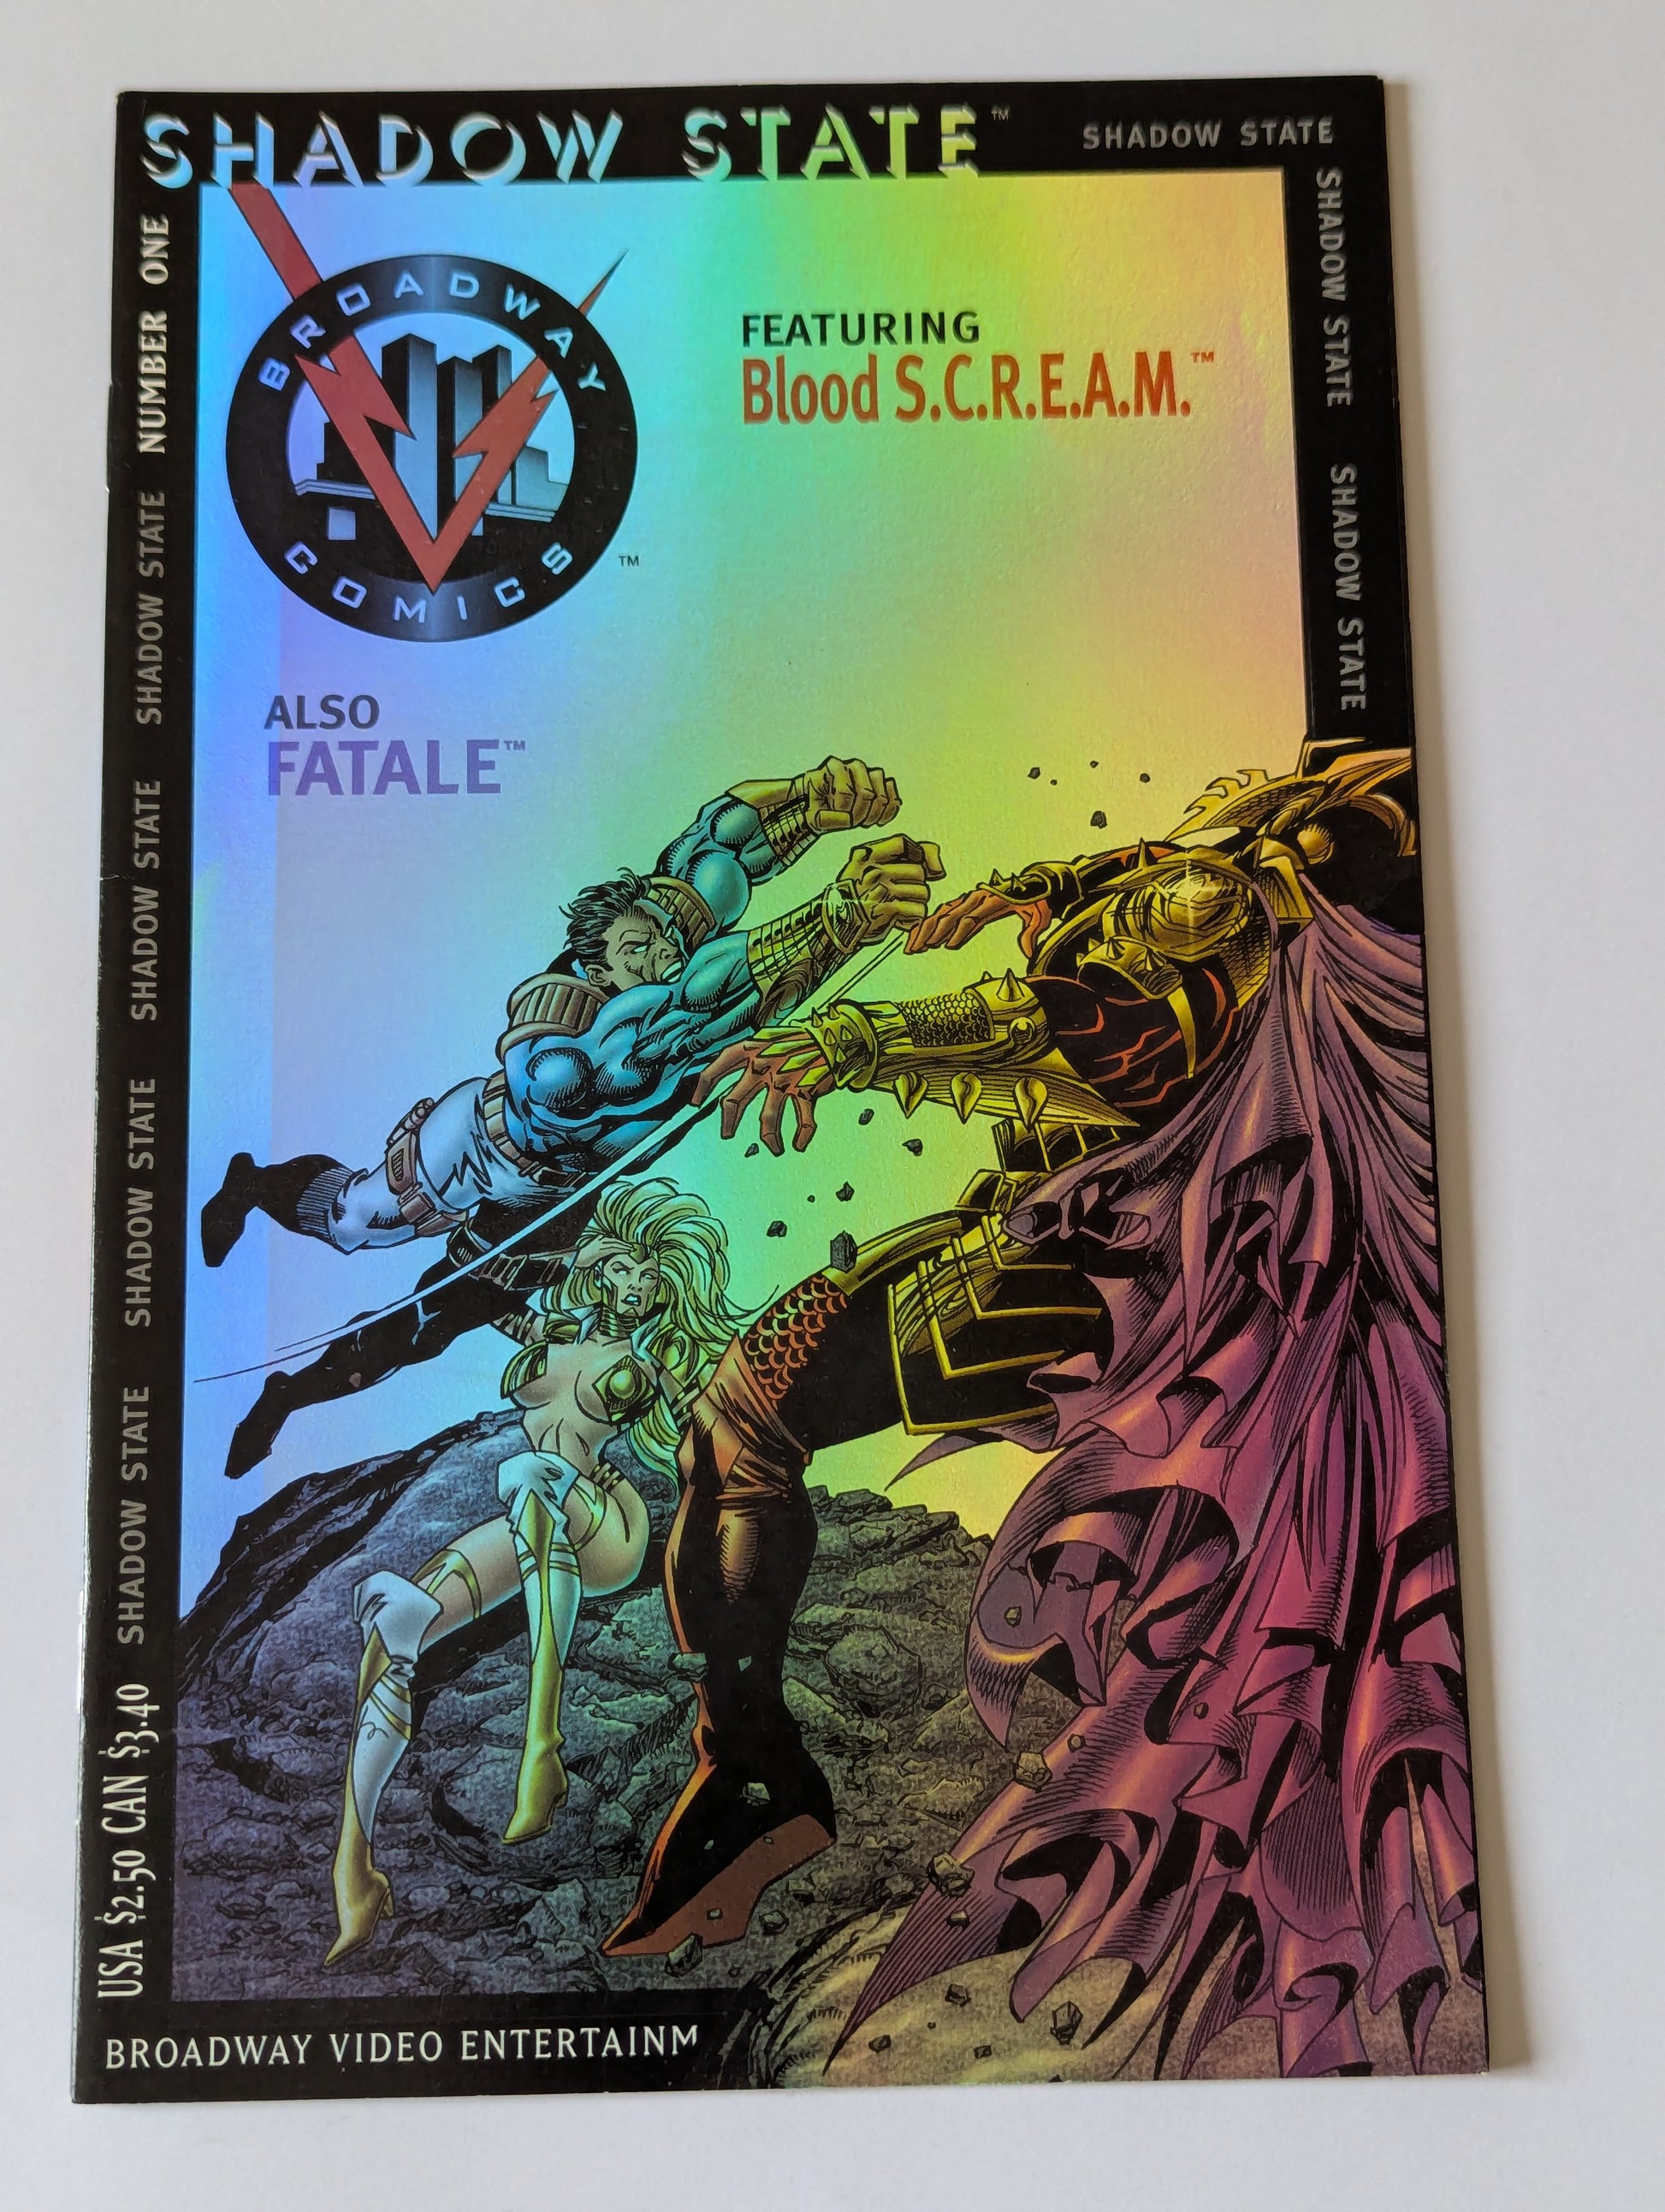 SHADOW STATE™
SHADOW STATE
SHADOW STATE
SHADOW STATE
BROADWAY
COMICS
™
FEATURING
Blood S.C.R.E.A.M.™
ALSO
FATALE™
USA $2.50 CAN $3.40 SHADOW STATE SHADOW STATE SHADOW STATE SHADOW STATE NUMBER ONE
BROADWAY VIDEO ENTERTAINM